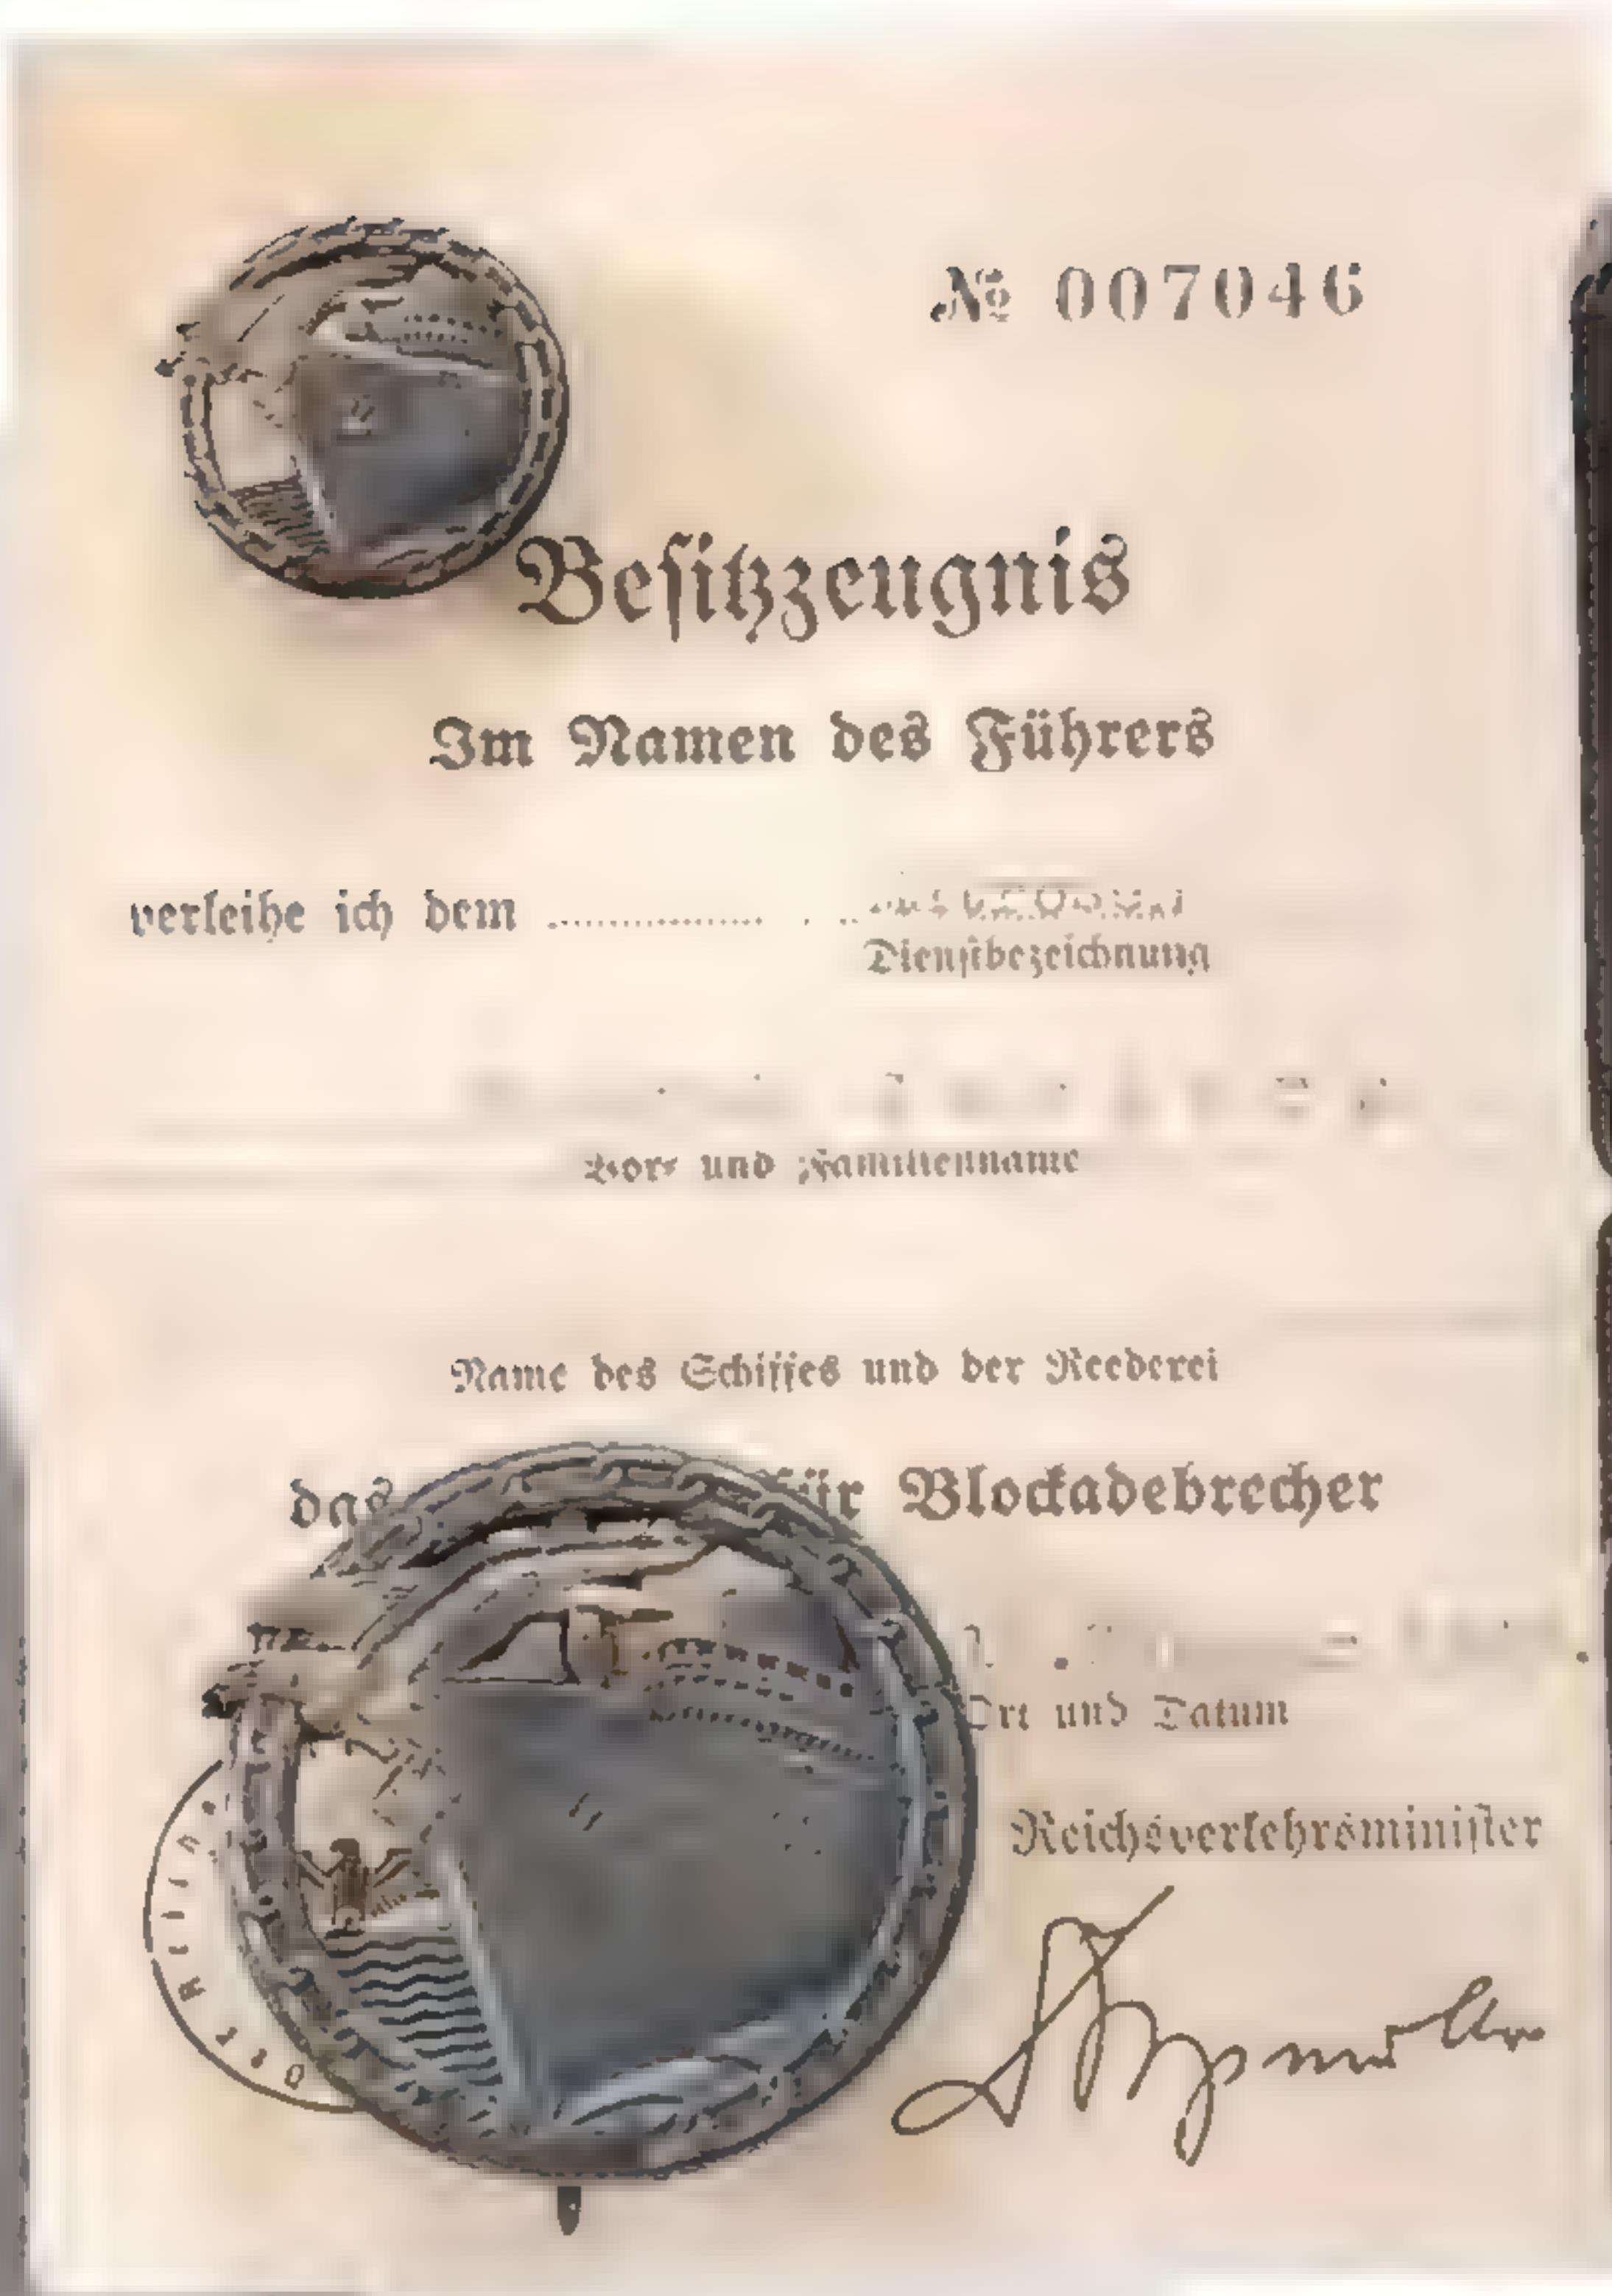 № 007046
Besitzzeugnis
Im Namen des Führers
verleihe ich dem
Dienstbezeichnung
Vor- und Familienname
Name des Schiffes und der Reederei
das für Blockadebrecher
Ort und Datum
Reichsverkehrsminister